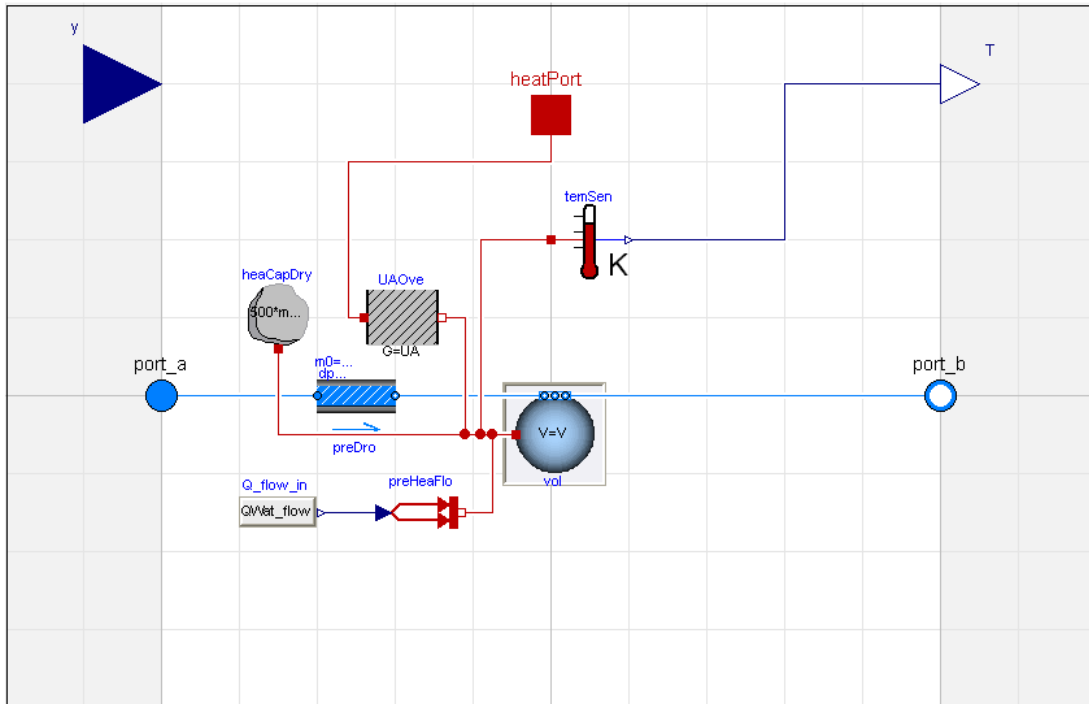 y
T
heatPort
temSen
K
heaCapDry
500*m...
UAOve
G=UA
port_a
m0=...
dp...
preDro
port_b
V=V
vol
Q_flow_in
QWat_flow
preHeaFlo